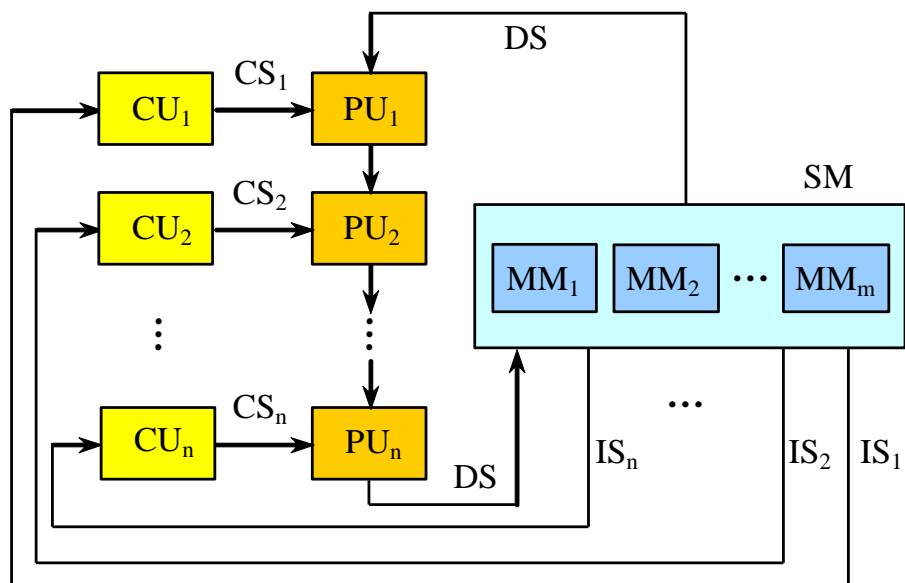 DS
CS₁
CU₁
PU₁
SM
CS₂
CU₂
PU₂
MM₁ MM₂ ... MMₘ
⋮ ⋮
...
CSₙ
CUₙ
PUₙ
DS
ISₙ
IS₂
IS₁